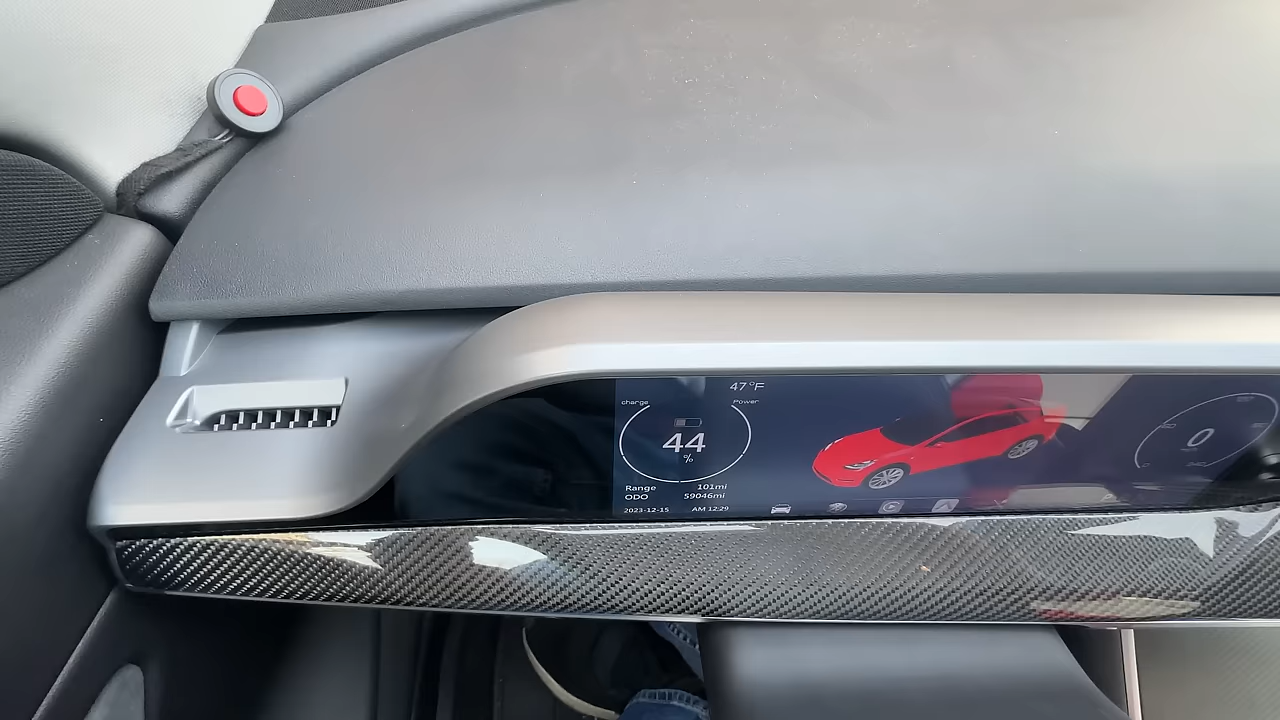 47°F
charge
Power
44
%
Range 101mi
ODO 59046mi
2023-12-15 AM 12:29
0